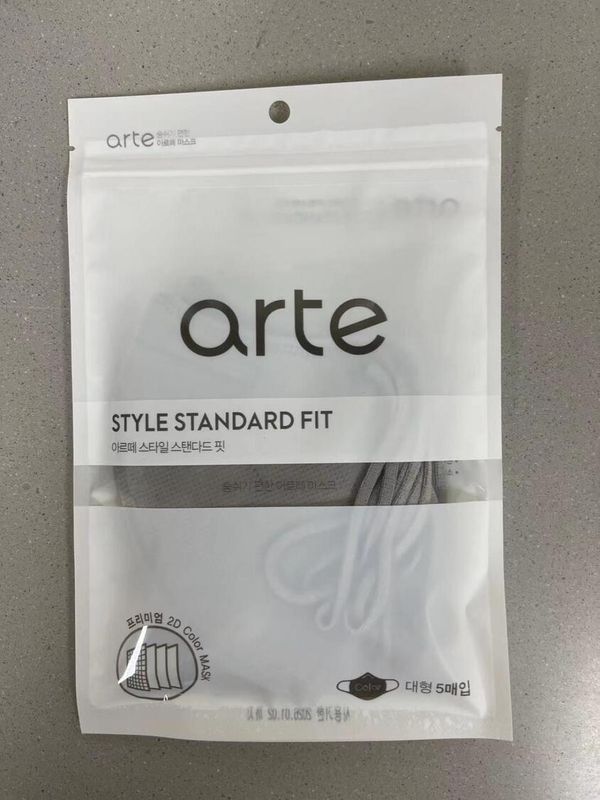 arte 숨쉬기 편한
아르떼 마스크
arte
STYLE STANDARD FIT
아르떼 스타일 스탠다드 핏
숨쉬기 편한 아르떼 마스크
프리미엄 2D Color MASK
Color 대형 5매입